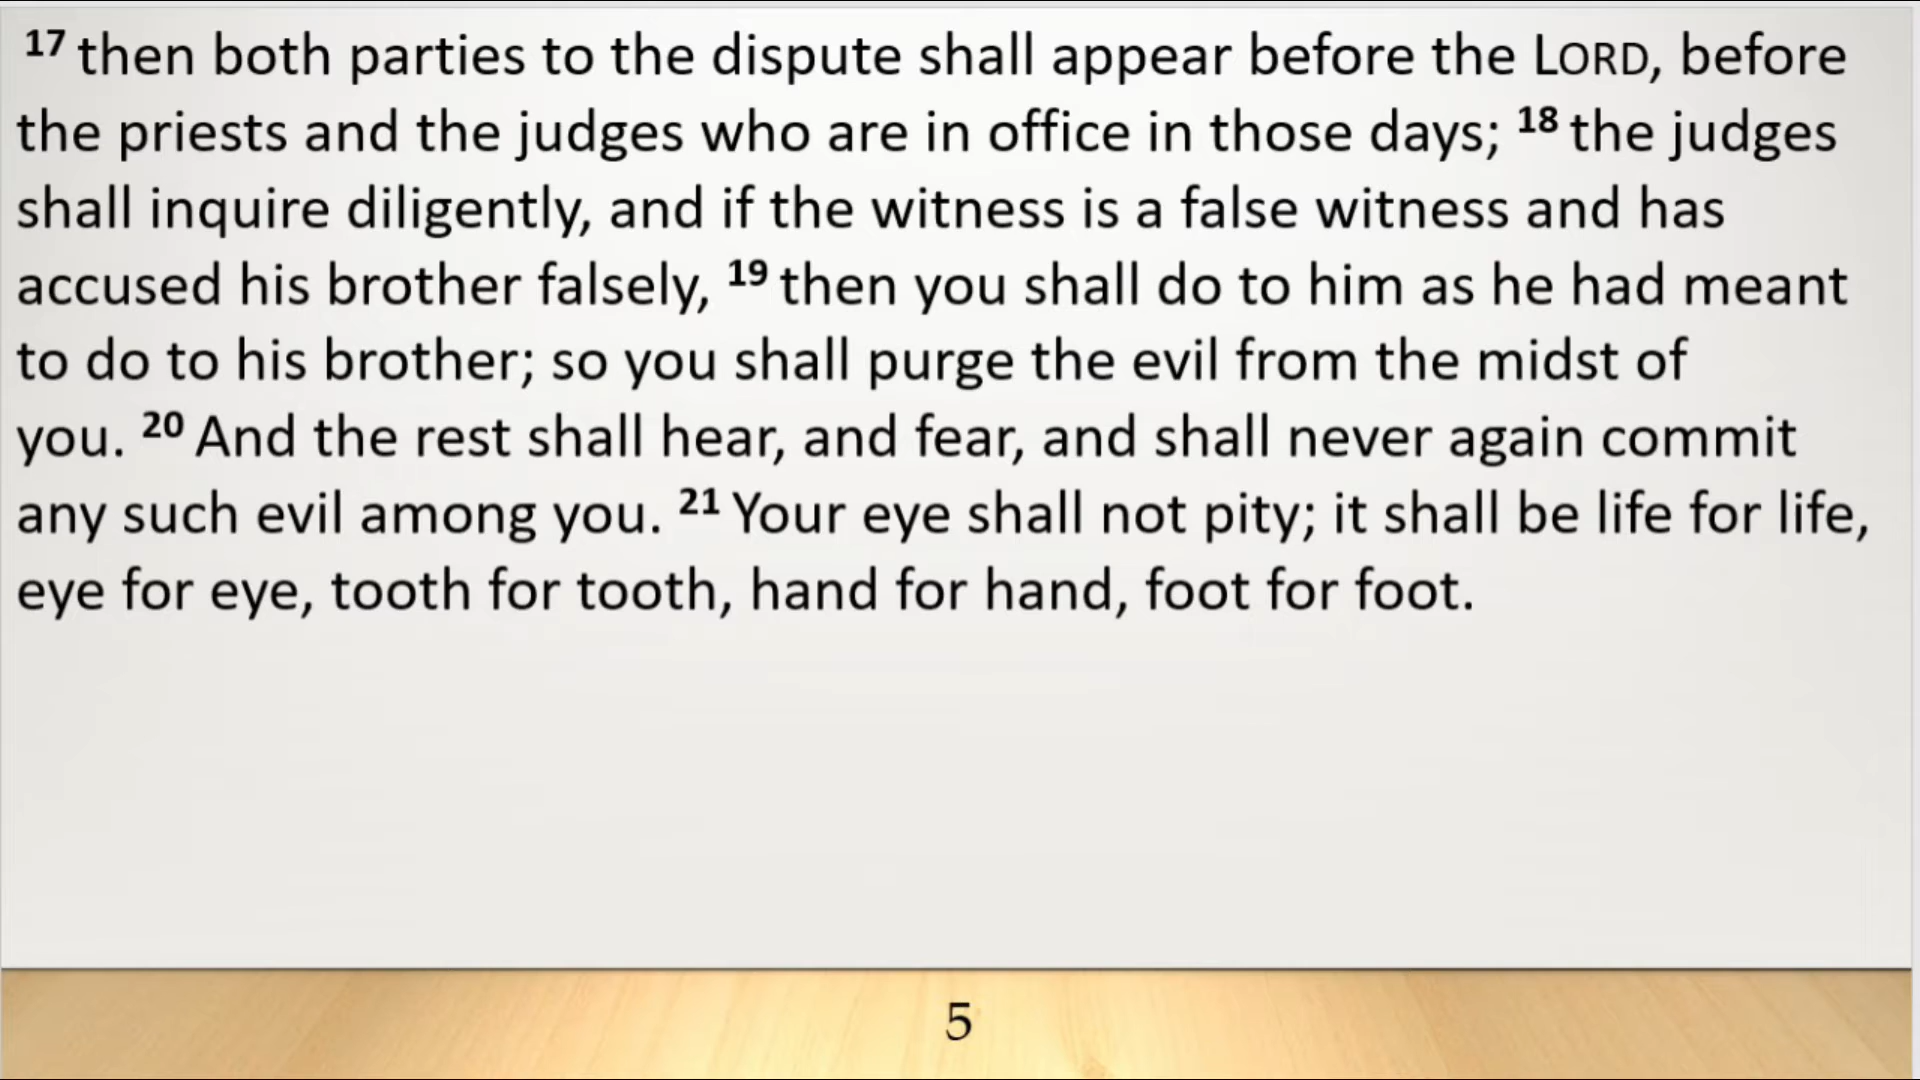 17 then both parties to the dispute shall appear before the LORD, before
the priests and the judges who are in office in those days; 18 the judges
shall inquire diligently, and if the witness is a false witness and has
accused his brother falsely, 19 then you shall do to him as he had meant
to do to his brother; so you shall purge the evil from the midst of
you. 20 And the rest shall hear, and fear, and shall never again commit
any such evil among you. 21 Your eye shall not pity; it shall be life for life,
eye for eye, tooth for tooth, hand for hand, foot for foot.
5